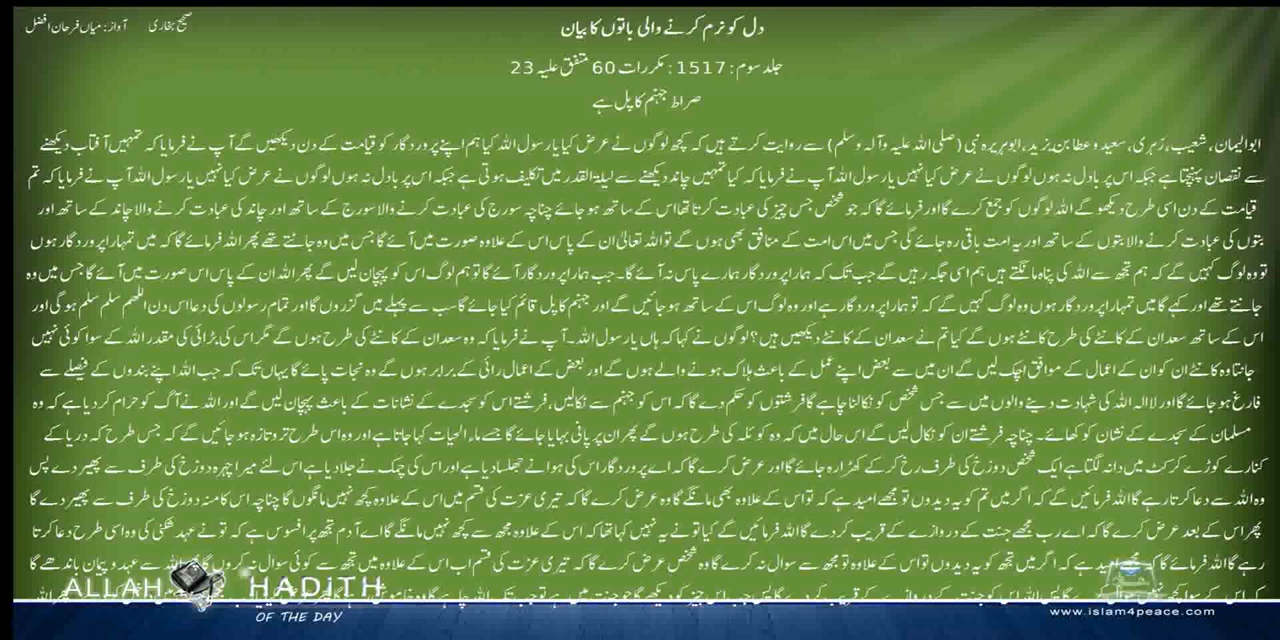 دل کو نرم کرنے والی باتوں کا بیان
صحیح بخاری آواز: میاں فرحان افضل
جلد سوم : 1517 : مکررات 60 متفق علیہ 23
صراط جہنم کا پل ہے
ابوالیمان، شعیب، زہری، سعید و عطا بن یزید، ابوہریرہ نبی (صلی اللہ علیہ وآلہ وسلم) سے روایت کرتے ہیں کہ کچھ لوگوں نے عرض کیا یا رسول اللہ کیا ہم اپنے پروردگار کو قیامت کے دن دیکھیں گے آپ نے فرمایا کہ تمہیں آفتاب دیکھنے
سے نقصان پہنچتا ہے جبکہ اس پر بادل نہ ہوں لوگوں نے عرض کیا نہیں یا رسول اللہ آپ نے فرمایا کہ کیا تمہیں چاند دیکھنے سے لیلۃ القدر میں تکلیف ہوتی ہے جبکہ اس پر بادل نہ ہوں لوگوں نے عرض کیا نہیں یا رسول اللہ آپ نے فرمایا کہ تم
قیامت کے دن اسی طرح دیکھو گے اللہ لوگوں کو جمع کرے گا اور فرمائے گا کہ جو شخص جس چیز کی عبادت کرتا تھا اس کے ساتھ ہو جائے چنانچہ سورج کی عبادت کرنے والا سورج کے ساتھ اور چاند کی عبادت کرنے والا چاند کے ساتھ اور
بتوں کی عبادت کرنے والا بتوں کے ساتھ اور یہ امت باقی رہ جائے گی جس میں اس امت کے منافق بھی ہوں گے تو اللہ تعالیٰ ان کے پاس اس کے علاوہ صورت میں آئے گا جس میں وہ جانتے تھے پھر اللہ فرمائے گا کہ میں تمہارا پروردگار ہوں
تو وہ لوگ کہیں گے کہ ہم تجھ سے اللہ کی پناہ مانگتے ہیں ہم اسی جگہ رہیں گے جب تک کہ ہمارا پروردگار ہمارے پاس نہ آئے گا۔ جب ہمارا پروردگار آئے گا تو ہم لوگ اس کو پہچان لیں گے پھر اللہ ان کے پاس اس صورت میں آئے گا جس میں وہ
جانتے تھے اور کہے گا میں تمہارا پروردگار ہوں وہ لوگ کہیں گے کہ تو ہمارا پروردگار ہے اور وہ لوگ اس کے ساتھ ہو جائیں گے اور جہنم کا پل قائم کیا جائے گا سب سے پہلے میں گزروں گا اور تمام رسولوں کی دعا اس دن اللھم سلم سلم ہوگی اور
اس کے ساتھ سعدان کے کانٹے کی طرح کانٹے ہوں گے کیا تم نے سعدان کے کانٹے دیکھیں ہیں؟ لوگوں نے کہا کہ ہاں یا رسول اللہ۔ آپ نے فرمایا کہ وہ سعدان کے کانٹے کی طرح ہوں گے مگر اس کی بڑائی کی مقدر اللہ کے سوا کوئی نہیں
جانتا وہ کانٹے ان کو ان کے اعمال کے موافق اچک لیں گے ان میں سے بعض اپنے عمل کے باعث ہلاک ہونے والے ہوں گے اور بعض کے اعمال رائی کے برابر ہوں گے وہ نجات پائے گا یہاں تک کہ جب اللہ اپنے بندوں کے فیصلے سے
فارغ ہو جائے گا اور لا الہ اللہ کی شہادت دینے والوں میں سے جس شخص کو نکالنا چاہے گا فرشتوں کو حکم دے گا کہ اس کو جہنم سے نکالیں، فرشتے اس کو سجدے کے نشانات کے باعث پہچان لیں گے اور اللہ نے آگ کو حرام کر دیا ہے کہ وہ
مسلمان کے سجدے کے نشان کو کھائے۔ چنانچہ فرشتے ان کو نکال لیں گے اس حال میں کہ وہ کوئلہ کی طرح ہوں گے پھر ان پر پانی بہایا جائے گا جسے ماء الحیات کہا جاتا ہے اور وہ اس طرح تروتازہ ہو جائیں گے کہ جس طرح کہ دریا کے
کنارے کوڑے کرکٹ میں دانہ لگتا ہے ایک شخص دوزخ کی طرف رخ کرکے کھڑا رہ جائے گا اور عرض کرے گا کہ اے پروردگار اس کی ہوا نے جھلسا دیا ہے اور اس کی چمک نے جلا دیا ہے اس لئے میرا چہرہ دوزخ کی طرف سے پھیر دے پس
وہ اللہ سے دعا کرتا رہے گا اللہ فرمائیں گے کہ اگر میں تم کو یہ دیدوں تو مجھے امید ہے کہ تو اس کے علاوہ بھی مانگے گا وہ عرض کرے گا کہ تیری عزت کی قسم میں اس کے علاوہ کچھ نہیں مانگوں گا چنانچہ اس کا منہ دوزخ کی طرف سے پھیر دے گا
پھر اس کے بعد عرض کرے گا کہ اے رب مجھے جنت کے دروازے کے قریب کردے گا اللہ فرمائیں گے کیا تو نے یہ نہیں کہا تھا کہ اس کے علاوہ مجھ سے کچھ نہیں مانگے گا اے آدم تجھ پر افسوس ہے کہ تو نے عہد شکنی کی وہ اسی طرح دعا کرتا
رہے گا اللہ فرمائے گا کہ مجھے امید ہے کہ اگر میں تجھ کو یہ دیدوں تو اس کے علاوہ تو مجھ سے سوال نہ کرے گا وہ شخص عرض کرے گا کہ تیری عزت کی قسم اب اس کے علاوہ میں تجھ سے کوئی سوال نہ کروں گا اللہ سے عہد و پیمان باندھے گا
ALLAH HADITH
OF THE DAY
www.islam4peace.com